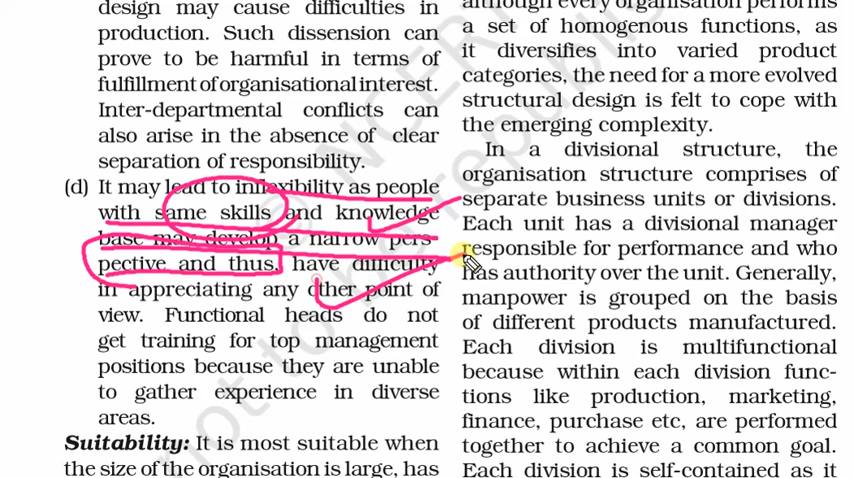 design may cause difficulties in
production. Such dissension can
prove to be harmful in terms of
fulfillment of organisational interest.
Inter-departmental conflicts can
also arise in the absence of clear
separation of responsibility.
(d) It may lead to inflexibility as people
with same skills and knowledge
base may develop a narrow pers-
pective and thus, have difficulty
in appreciating any other point of
view. Functional heads do not
get training for top management
positions because they are unable
to gather experience in diverse
areas.
Suitability: It is most suitable when
the size of the organisation is large, has
although every organisation performs
a set of homogenous functions, as
it diversifies into varied product
categories, the need for a more evolved
structural design is felt to cope with
the emerging complexity.
In a divisional structure, the
organisation structure comprises of
separate business units or divisions.
Each unit has a divisional manager
responsible for performance and who
has authority over the unit. Generally,
manpower is grouped on the basis
of different products manufactured.
Each division is multifunctional
because within each division func-
tions like production, marketing,
finance, purchase etc, are performed
together to achieve a common goal.
Each division is self-contained as it
© NCERT
not to be republish